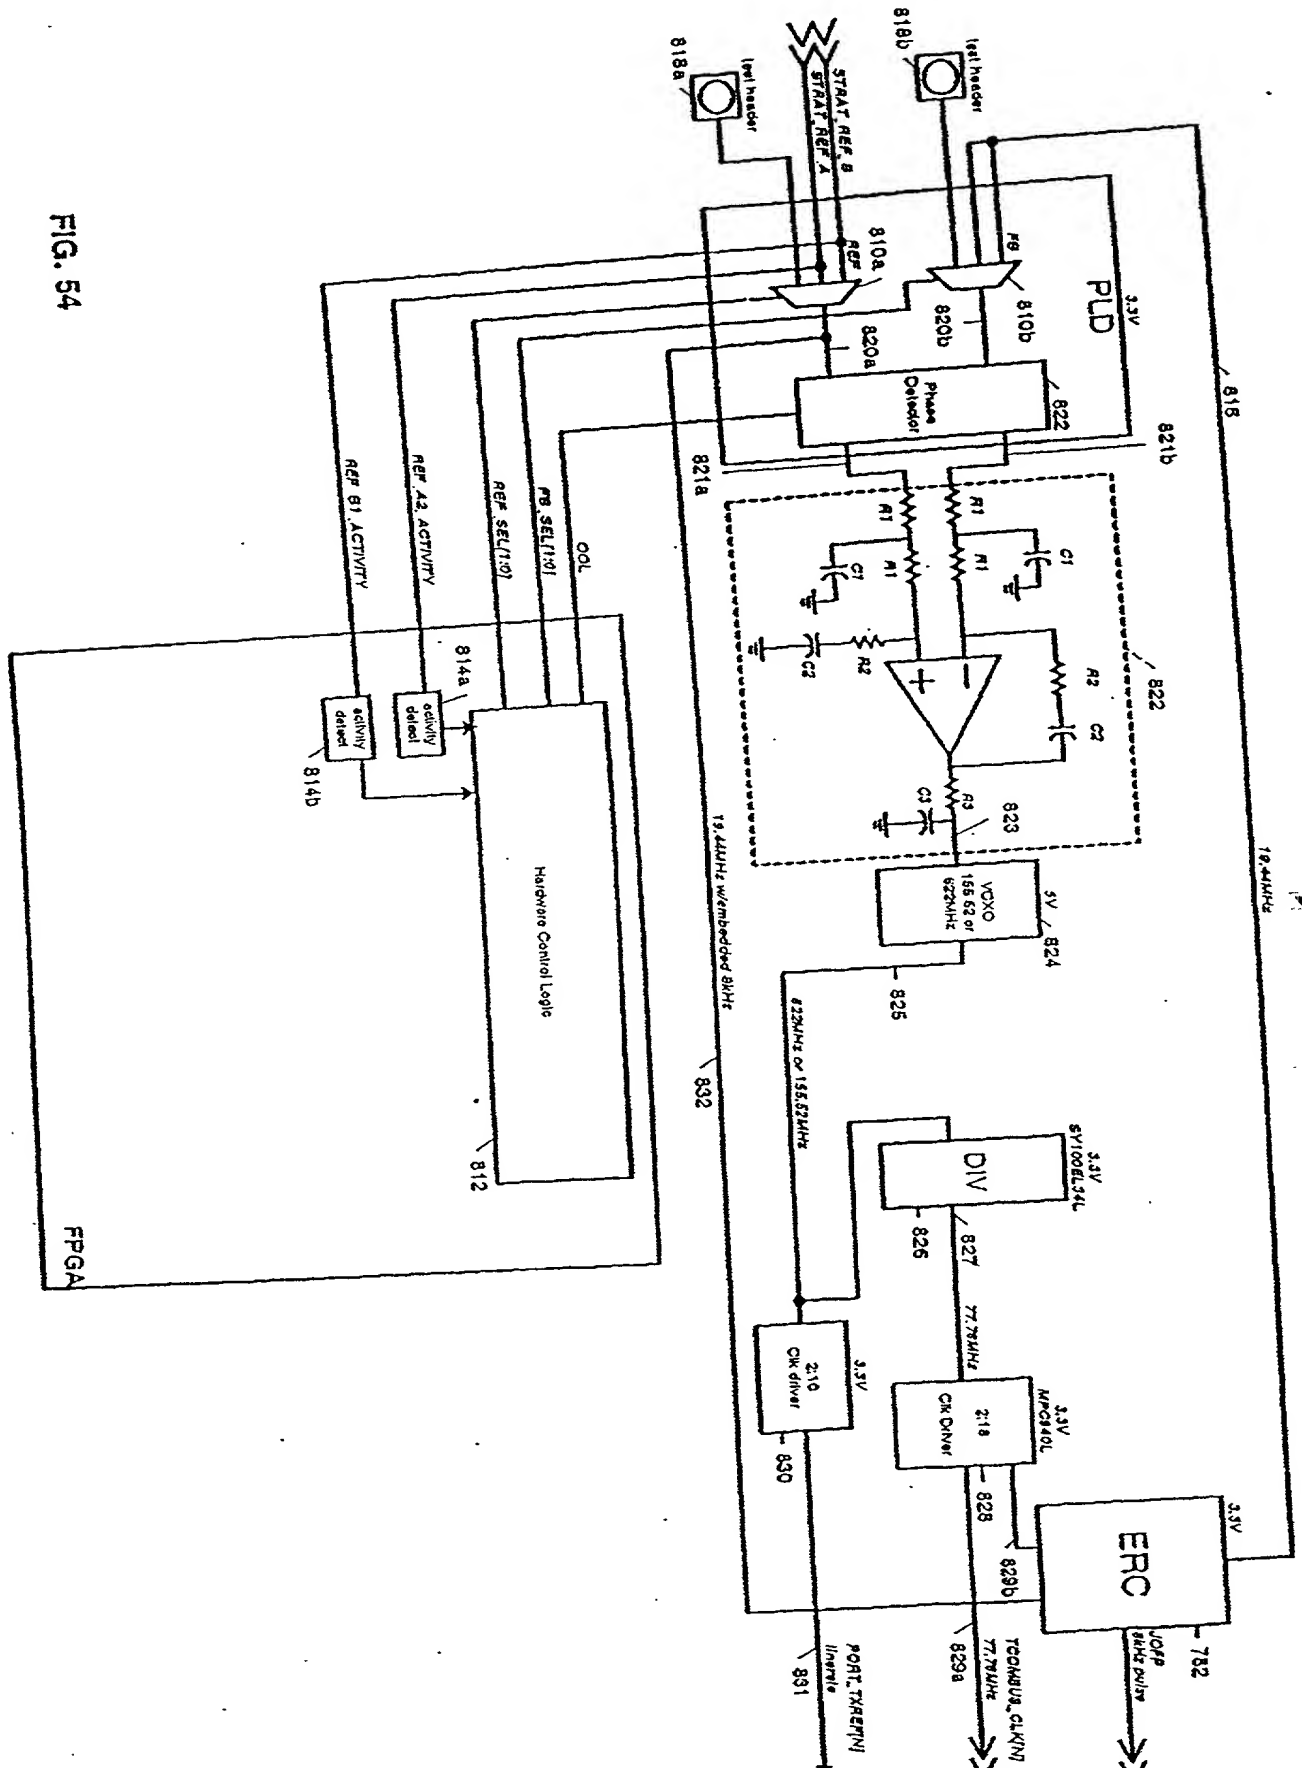 818b
test header
818a
test header
STRAT_REF_B
STRAT_REF_A
818
19.44MHz
FB
PLD
3.3V
810b
820b
REF
810a
820a
Phase
Detector
822
821b
821a
R1
R1
C1
R1
R1
C1
R2
C2
R2
C2
822
R3
C3
823
5V
VCXO
155.52 or
622MHz
824
825
622MHz or 155.52MHz
3.3V
SY100EL34L
DIV
826
827
77.76MHz
3.3V
2:10
Clk driver
830
3.3V
2:18
Clk Driver
828
829b
3.3V
ERC
782
JOFP
8kHz pulse
TCOMBUS_CLK[N]
77.76MHz
829a
linerate
831
19.44MHz w/embedded 8kHz
832
OOL
FB_SEL[1:0]
REF_SEL[1:0]
REF_A2_ACTIVITY
REF_B1_ACTIVITY
814a
activity
detect
activity
detect
814b
Hardware Control Logic
812
FPGA
FIG. 54